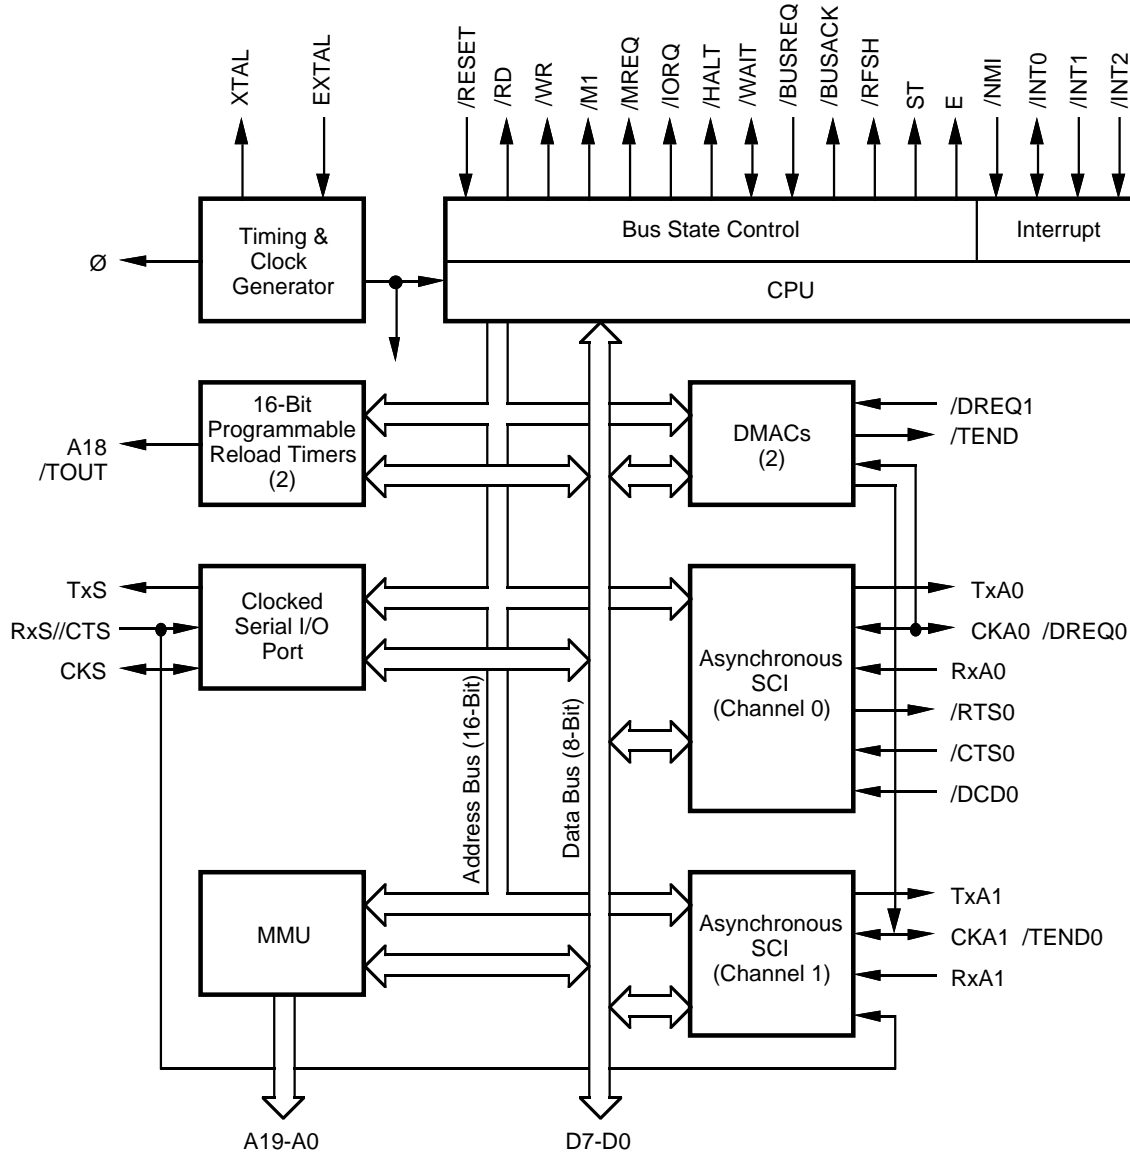 XTAL
EXTAL
/RESET
/RD
/WR
/M1
/MREQ
/IORQ
/HALT
/WAIT
/BUSREQ
/BUSACK
/RFSH
ST
E
/NMI
/INT0
/INT1
/INT2
Timing &
Clock
Generator
Ø
Bus State Control
Interrupt
CPU
16-Bit
Programmable
Reload Timers
(2)
A18
/TOUT
DMACs
(2)
/DREQ1
/TEND
TxS
RxS//CTS
CKS
Clocked
Serial I/O
Port
Address Bus (16-Bit)
Data Bus (8-Bit)
Asynchronous
SCI
(Channel 0)
TxA0
CKA0 /DREQ0
RxA0
/RTS0
/CTS0
/DCD0
MMU
Asynchronous
SCI
(Channel 1)
TxA1
CKA1 /TEND0
RxA1
A19-A0
D7-D0